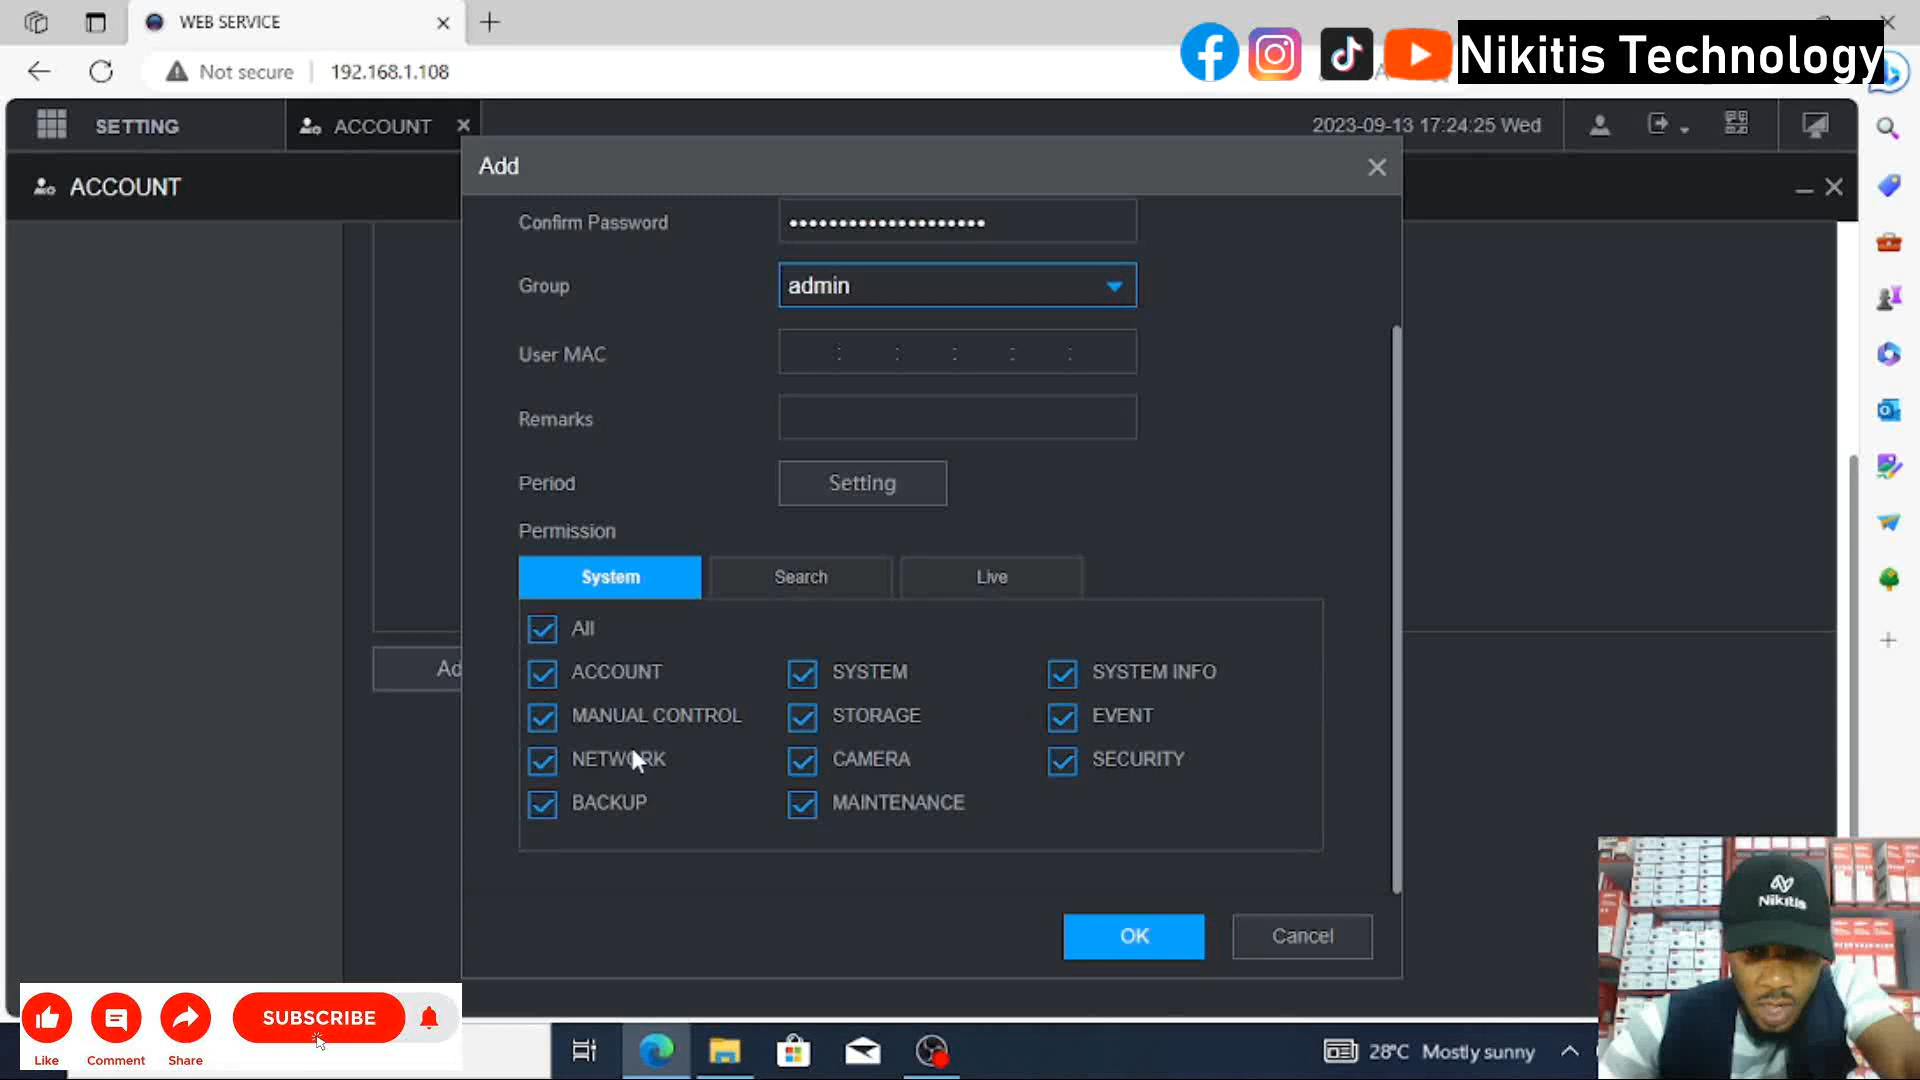 WEB SERVICE
Not secure
192.168.1.108
Nikitis Technology
SETTING
ACCOUNT
2023-09-13 17:24:25 Wed
ACCOUNT
Add
Confirm Password
••••••••••••••••••••
Group
admin
User MAC
: : : : :
Remarks
Period
Setting
Permission
System
Search
Live
All
ACCOUNT
SYSTEM
SYSTEM INFO
Ad
MANUAL CONTROL
STORAGE
EVENT
NETWORK
CAMERA
SECURITY
BACKUP
MAINTENANCE
OK
Cancel
Nikitis
SUBSCRIBE
Like
Comment
Share
28°C Mostly sunny